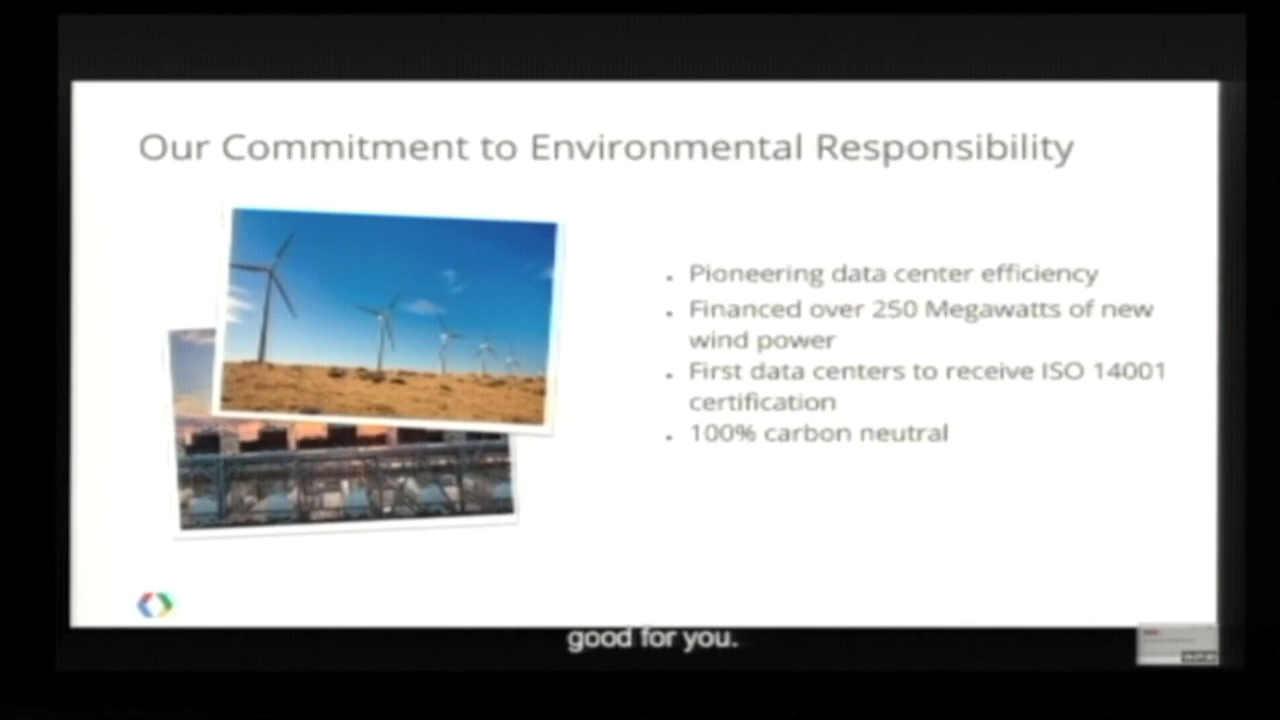 Our Commitment to Environmental Responsibility
Pioneering data center efficiency
Financed over 250 Megawatts of new
wind power
First data centers to receive ISO 14001
certification
100% carbon neutral
good for you.